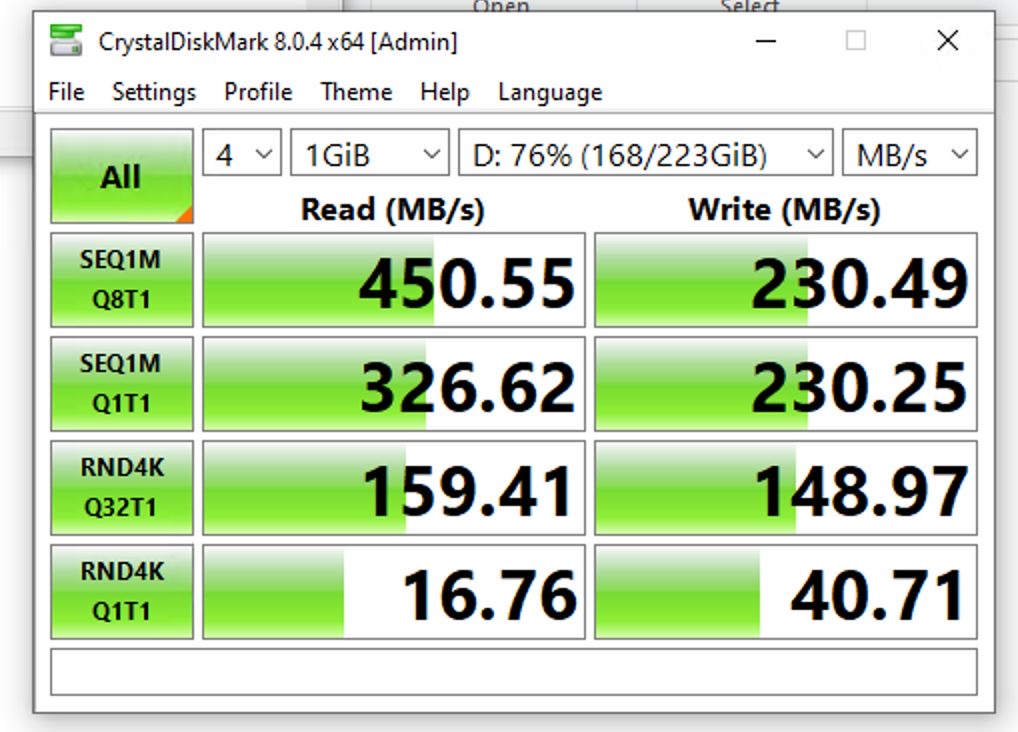 Open Select
CrystalDiskMark 8.0.4 x64 [Admin]
File Settings Profile Theme Help Language
All 4 1GiB D: 76% (168/223GiB) MB/s
Read (MB/s) Write (MB/s)
SEQ1M
Q8T1 450.55 230.49
SEQ1M
Q1T1 326.62 230.25
RND4K
Q32T1 159.41 148.97
RND4K
Q1T1 16.76 40.71